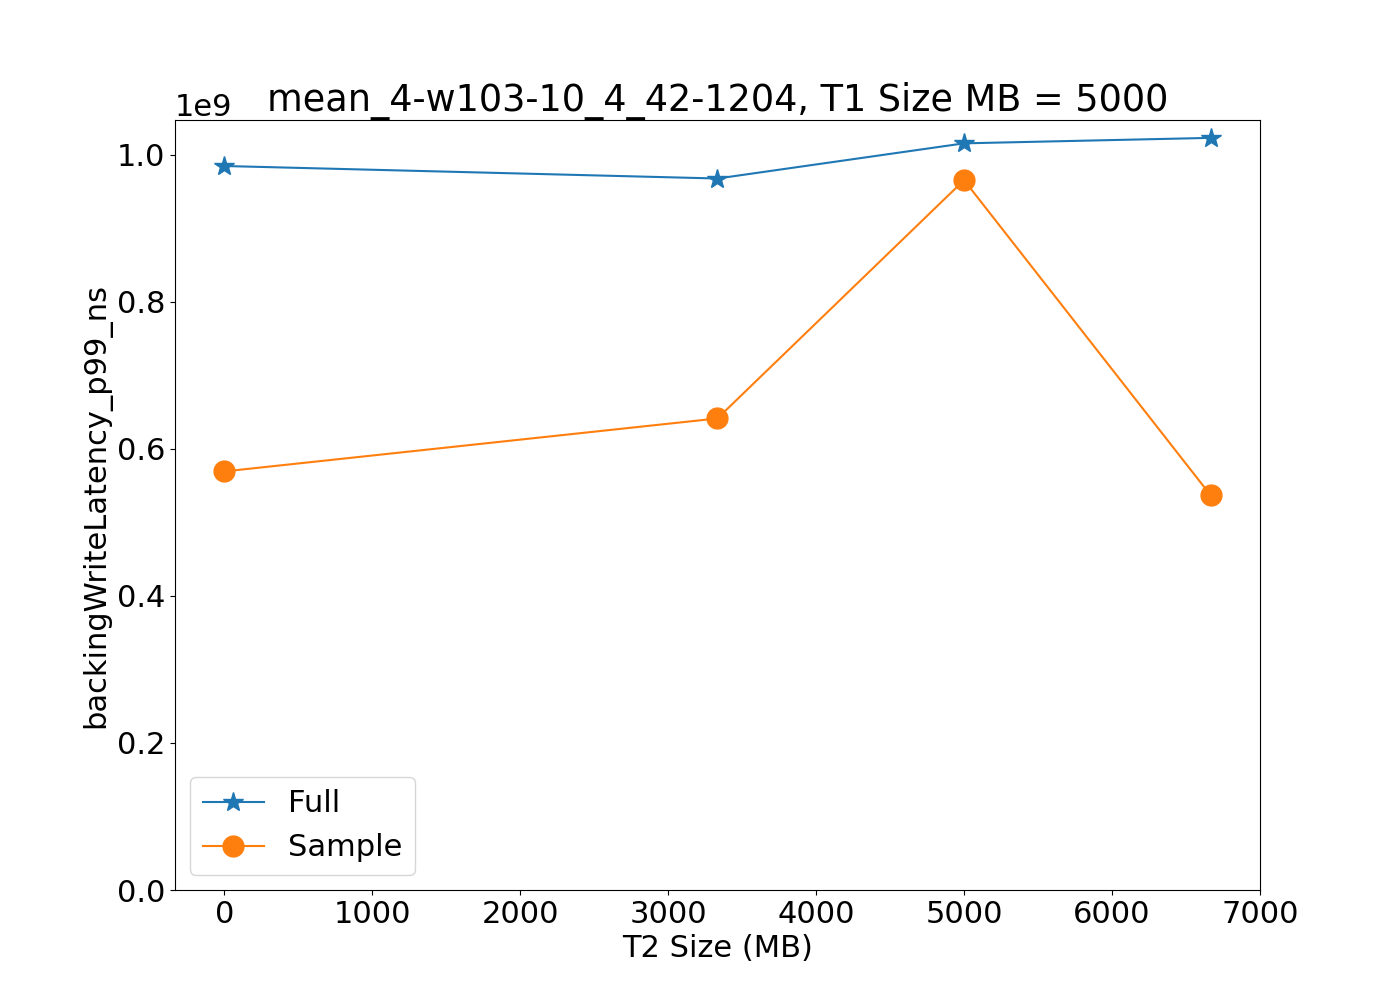 1e9
mean_4-w103-10_4_42-1204, T1 Size MB = 5000
backingWriteLatency_p99_ns
1.0
0.8
0.6
0.4
0.2
0.0
Full
Sample
0 1000 2000 3000 4000 5000 6000 7000
T2 Size (MB)